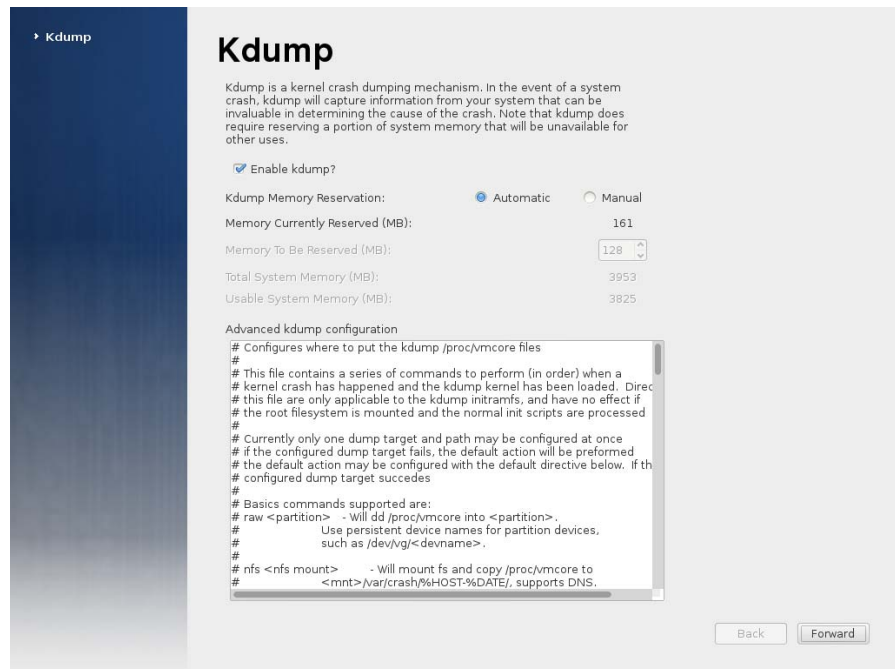 Kdump
Kdump
Kdump is a kernel crash dumping mechanism. In the event of a system
crash, kdump will capture information from your system that can be
invaluable in determining the cause of the crash. Note that kdump does
require reserving a portion of system memory that will be unavailable for
other uses.
Enable kdump?
Kdump Memory Reservation: Automatic Manual
Memory Currently Reserved (MB): 161
Memory To Be Reserved (MB): 128
Total System Memory (MB): 3953
Usable System Memory (MB): 3825
Advanced kdump configuration
# Configures where to put the kdump /proc/vmcore files
#
# This file contains a series of commands to perform (in order) when a
# kernel crash has happened and the kdump kernel has been loaded. Direc
# this file are only applicable to the kdump initramfs, and have no effect if
# the root filesystem is mounted and the normal init scripts are processed
#
# Currently only one dump target and path may be configured at once
# if the configured dump target fails, the default action will be preformed
# the default action may be configured with the default directive below. If th
# configured dump target succedes
#
# Basics commands supported are:
# raw <partition> - Will dd /proc/vmcore into <partition>.
# Use persistent device names for partition devices,
# such as /dev/vg/<devname>.
#
# nfs <nfs mount> - Will mount fs and copy /proc/vmcore to
# <mnt>/var/crash/%HOST-%DATE/, supports DNS.
Back Forward